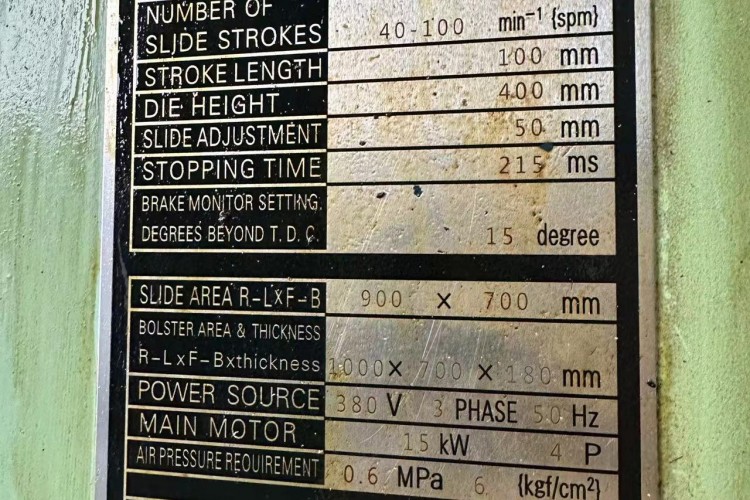 NUMBER OF
SLIDE STROKES 40-100 min⁻¹ {spm}
STROKE LENGTH 100 mm
DIE HEIGHT 400 mm
SLIDE ADJUSTMENT 50 mm
STOPPING TIME 215 ms
BRAKE MONITOR SETTING.
DEGREES BEYOND T.D.C. 15 degree
SLIDE AREA R-L×F-B 900 × 700 mm
BOLSTER AREA & THICKNESS
R-L×F-B×thickness 1000× 700 × 180 mm
POWER SOURCE 380 V 3 PHASE 50 Hz
MAIN MOTOR 15 kW 4 P
AIR PRESSURE REQUIREMENT 0.6 MPa 6. {kgf/cm²}